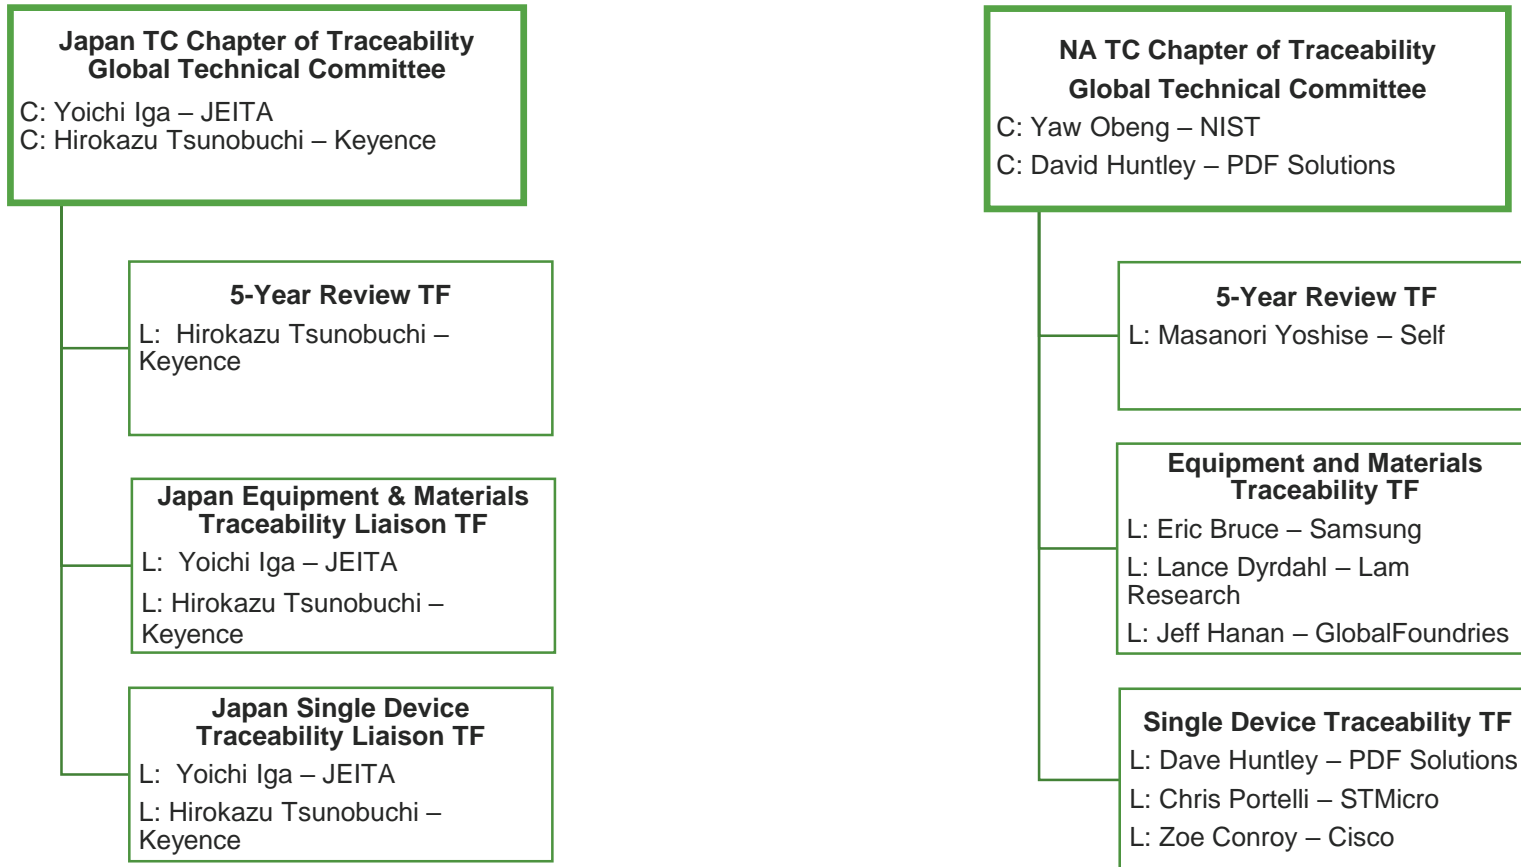 Japan TC Chapter of Traceability
Global Technical Committee
C: Yoichi Iga – JEITA
C: Hirokazu Tsunobuchi – Keyence
5-Year Review TF
L: Hirokazu Tsunobuchi –
Keyence
Japan Equipment & Materials
Traceability Liaison TF
L: Yoichi Iga – JEITA
L: Hirokazu Tsunobuchi –
Keyence
Japan Single Device
Traceability Liaison TF
L: Yoichi Iga – JEITA
L: Hirokazu Tsunobuchi –
Keyence
NA TC Chapter of Traceability
Global Technical Committee
C: Yaw Obeng – NIST
C: David Huntley – PDF Solutions
5-Year Review TF
L: Masanori Yoshise – Self
Equipment and Materials
Traceability TF
L: Eric Bruce – Samsung
L: Lance Dyrdahl – Lam
Research
L: Jeff Hanan – GlobalFoundries
Single Device Traceability TF
L: Dave Huntley – PDF Solutions
L: Chris Portelli – STMicro
L: Zoe Conroy – Cisco